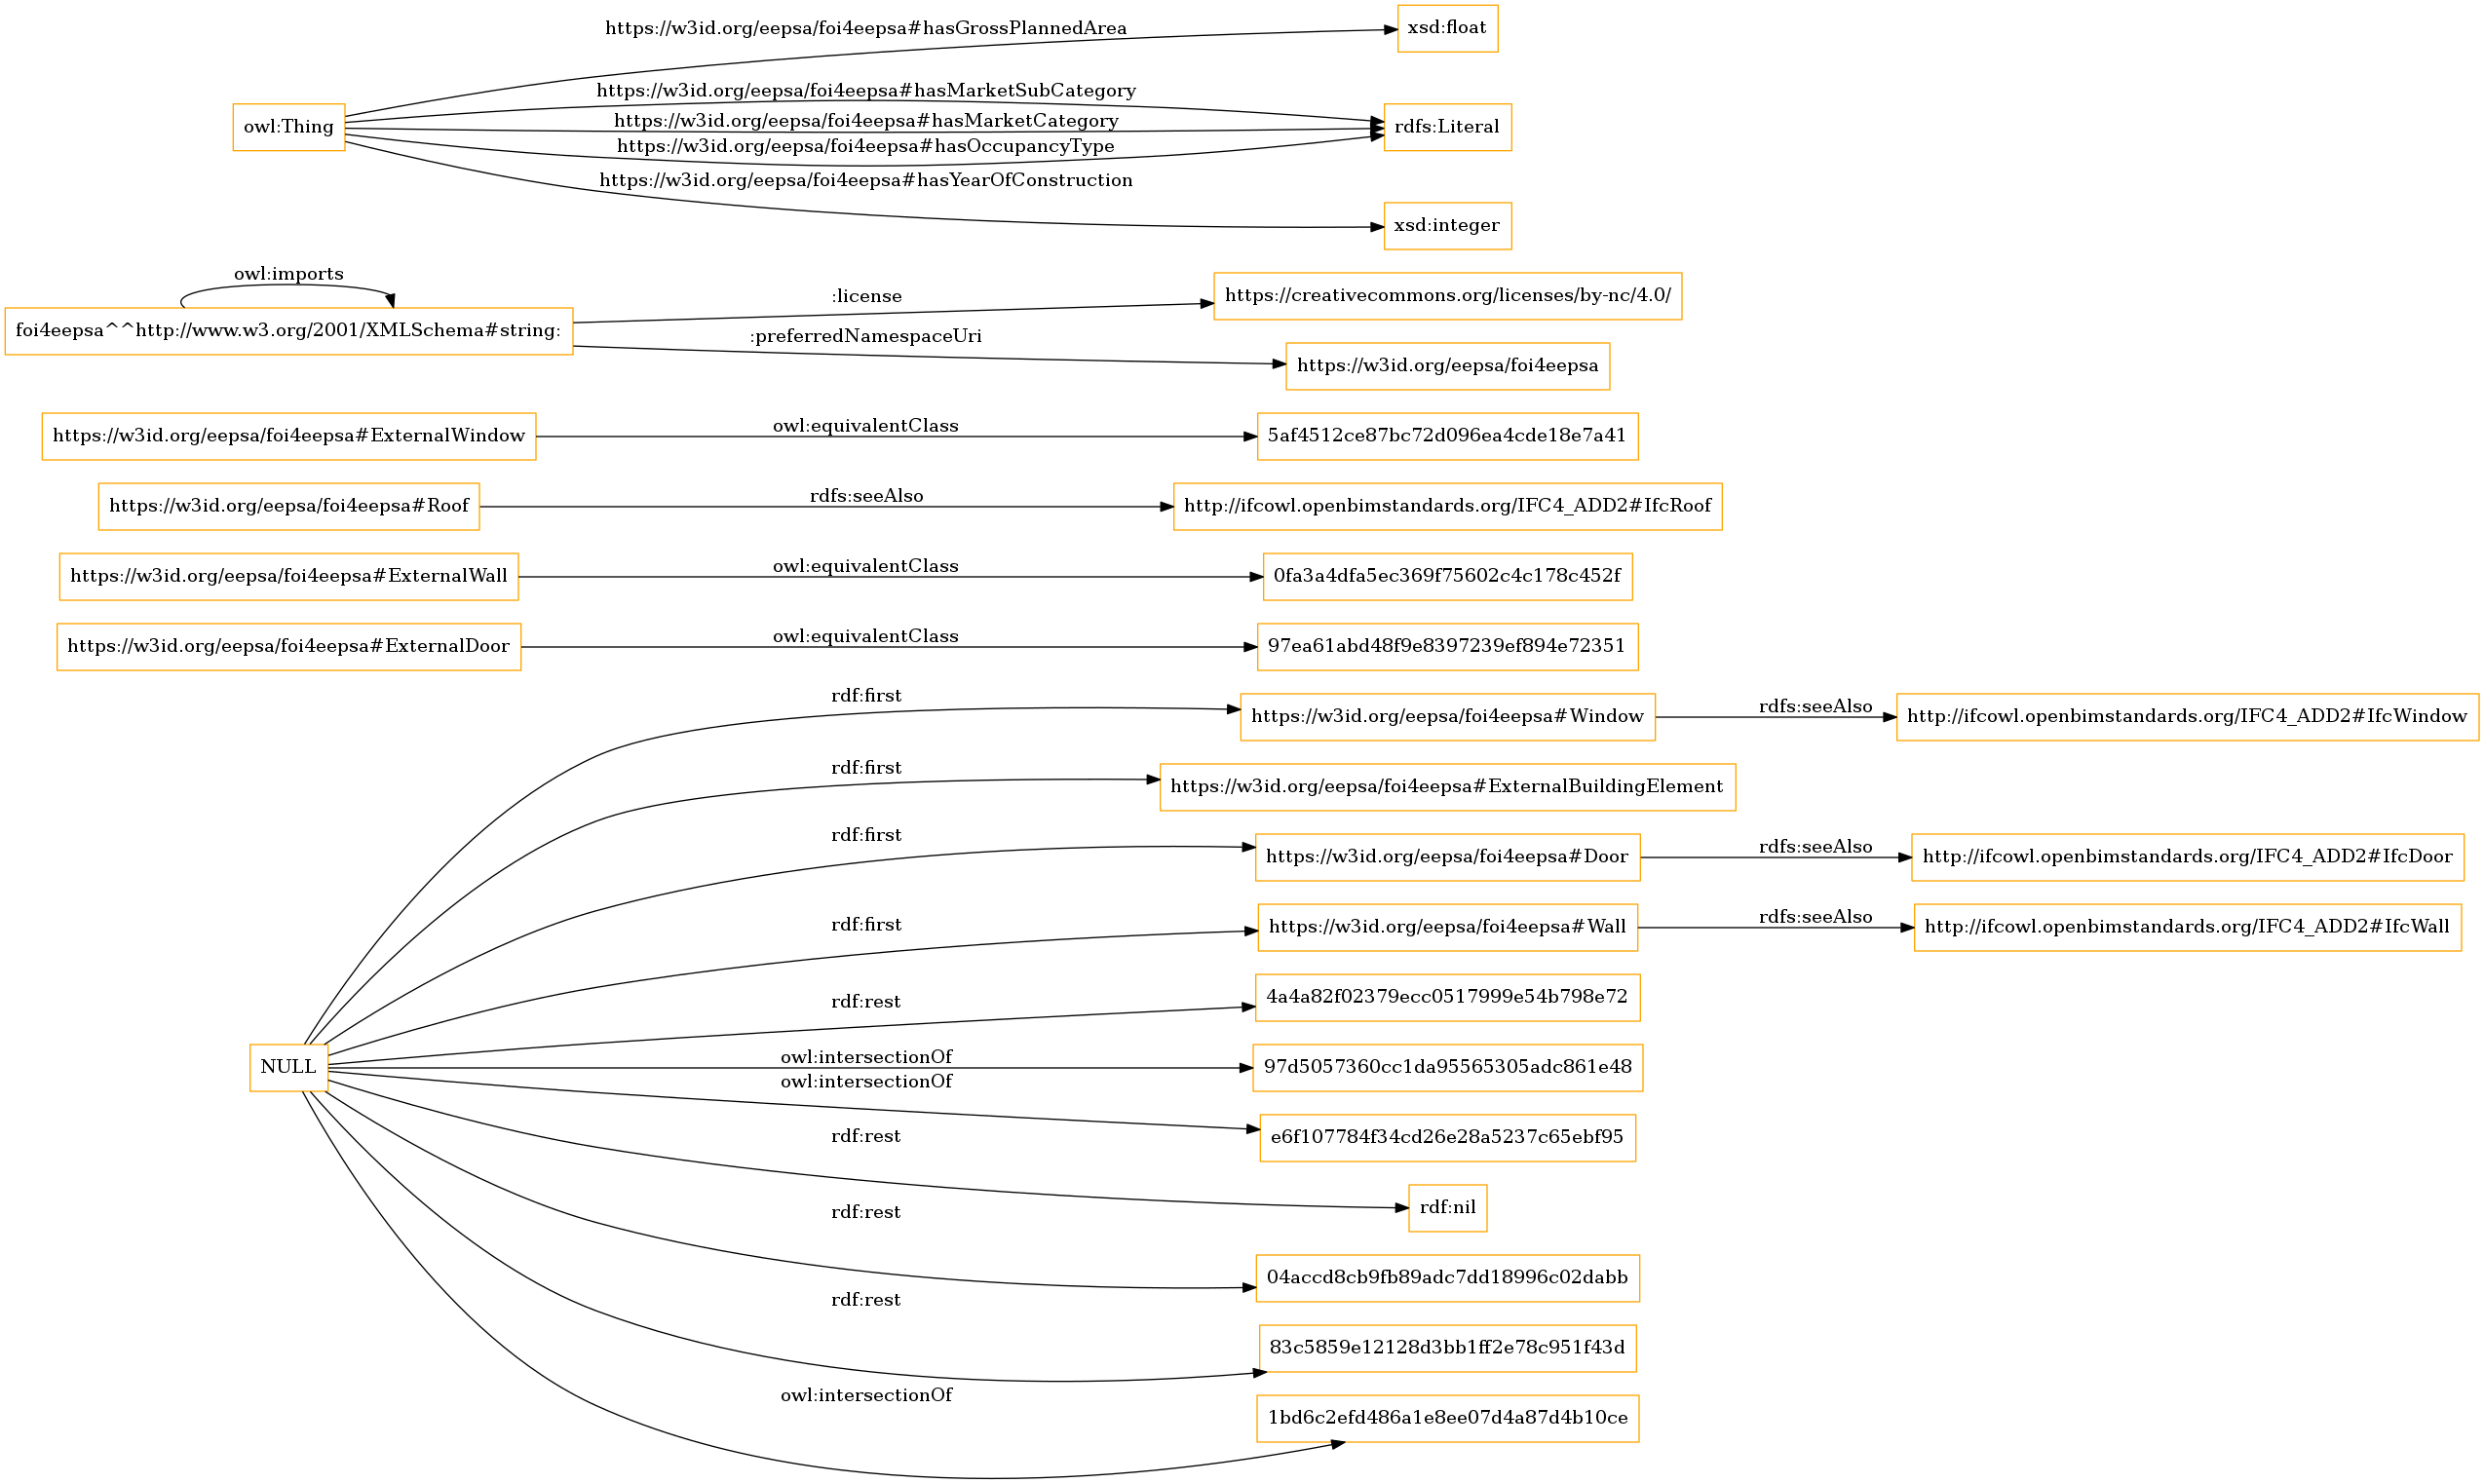 https://w3id.org/eepsa/foi4eepsa#hasGrossPlannedArea
xsd:float
https://w3id.org/eepsa/foi4eepsa#hasMarketSubCategory
owl:Thing
https://w3id.org/eepsa/foi4eepsa#hasMarketCategory
rdfs:Literal
https://w3id.org/eepsa/foi4eepsa#hasOccupancyType
https://w3id.org/eepsa/foi4eepsa#hasYearOfConstruction
xsd:integer
owl:imports
foi4eepsa^^http://www.w3.org/2001/XMLSchema#string:
:license
https://creativecommons.org/licenses/by-nc/4.0/
:preferredNamespaceUri
https://w3id.org/eepsa/foi4eepsa
https://w3id.org/eepsa/foi4eepsa#ExternalWindow
owl:equivalentClass
5af4512ce87bc72d096ea4cde18e7a41
https://w3id.org/eepsa/foi4eepsa#Roof
rdfs:seeAlso
http://ifcowl.openbimstandards.org/IFC4_ADD2#IfcRoof
https://w3id.org/eepsa/foi4eepsa#ExternalWall
owl:equivalentClass
0fa3a4dfa5ec369f75602c4c178c452f
https://w3id.org/eepsa/foi4eepsa#ExternalDoor
owl:equivalentClass
97ea61abd48f9e8397239ef894e72351
rdf:first
https://w3id.org/eepsa/foi4eepsa#Window
rdfs:seeAlso
http://ifcowl.openbimstandards.org/IFC4_ADD2#IfcWindow
rdf:first
https://w3id.org/eepsa/foi4eepsa#ExternalBuildingElement
rdf:first
https://w3id.org/eepsa/foi4eepsa#Door
rdfs:seeAlso
http://ifcowl.openbimstandards.org/IFC4_ADD2#IfcDoor
rdf:first
https://w3id.org/eepsa/foi4eepsa#Wall
rdfs:seeAlso
http://ifcowl.openbimstandards.org/IFC4_ADD2#IfcWall
rdf:rest
4a4a82f02379ecc0517999e54b798e72
NULL
owl:intersectionOf
97d5057360cc1da95565305adc861e48
owl:intersectionOf
e6f107784f34cd26e28a5237c65ebf95
rdf:rest
rdf:nil
rdf:rest
04accd8cb9fb89adc7dd18996c02dabb
rdf:rest
83c5859e12128d3bb1ff2e78c951f43d
owl:intersectionOf
1bd6c2efd486a1e8ee07d4a87d4b10ce